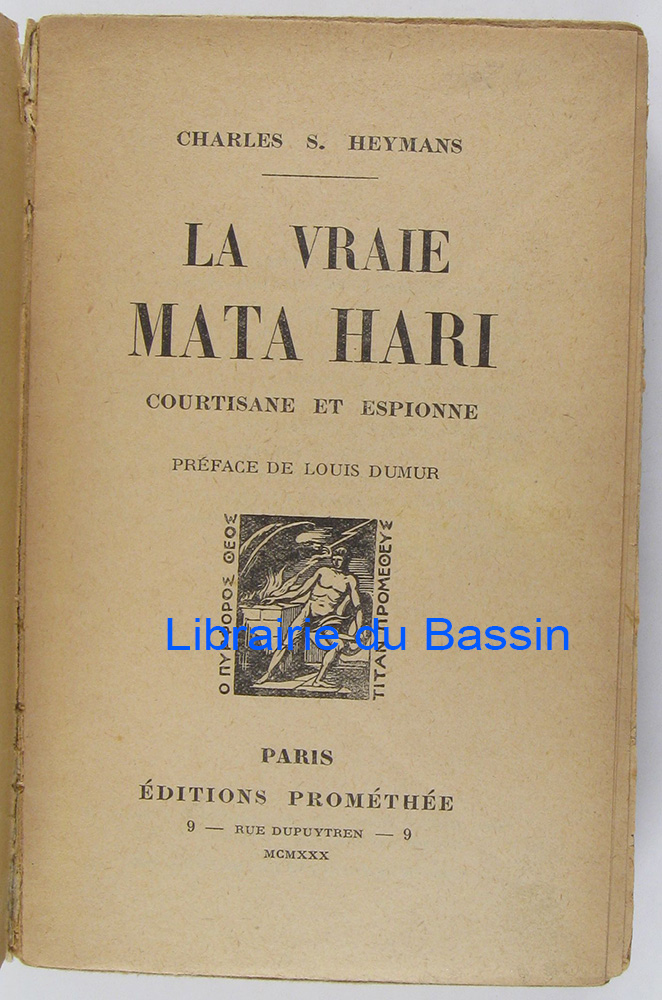 CHARLES S. HEYMANS
LA VRAIE
MATA HARI
COURTISANE ET ESPIONNE
PRÉFACE DE LOUIS DUMUR
Ο ΠΥΡΦΟΡΟΣ ΘΕΟΣ
ΤΙΤΑΝ ΠΡΟΜΕΘΕΥΣ
Librairie du Bassin
PARIS
ÉDITIONS PROMÉTHÉE
9 — RUE DUPUYTREN — 9
MCMXXX